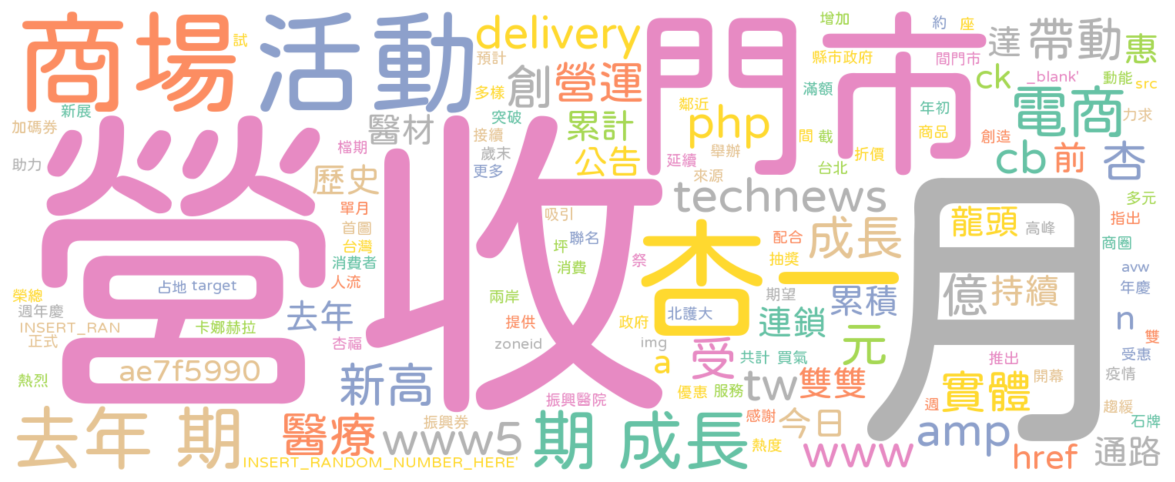 商場 活動 門市
試 delivery 增加 約 座
預計 創 營運 縣市政府 間門市 達 帶動 惠
新展 多樣 滿額 ck _blank' 動能 src
加碼券 檔期 醫材 突破 累計 鄰近 php 年初 電商 力求
助力 接續 歲末 公告 舉辦 間 載 商品 創造 cb 前 杏
營收 歷史 更多 延續 來源 折價 台北 月
單月 吸引 technews 多元
首圖 聯名 杏一 配合 成長 龍頭 高峰 指出
台灣 坪 消費 祭 抽獎 商圈
消費者 人流 avw
占地 target 期望 億 持續 年慶
榮總 週年慶 去年 兩岸 北護大 累積 n
INSERT_RAN 卡娜赫拉 提供 政府 連鎖 雙
正式 杏福 zoneid img 受 共計 買氣 元 推出 受惠
熱烈 ae7f5990 新高 a tw 雙雙 實體 開幕 疫情
振興醫院 優惠 服務 週 趨緩
去年 期 醫療 www5 振興券 期 成長 感謝 今日 amp 石牌
INSERT_RANDOM_NUMBER_HERE' 熱度 www href 通路